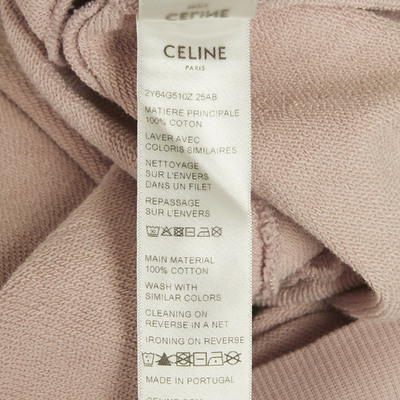 CELINE
CELINE
PARIS
2Y64G510Z 25AB
MATIERE PRINCIPALE
100% COTON
LAVER AVEC
COLORIS SIMILAIRES
NETTOYAGE
SUR L'ENVERS
DANS UN FILET
REPASSAGE
SUR L'ENVERS
MAIN MATERIAL
100% COTTON
WASH WITH
SIMILAR COLORS
CLEANING ON
REVERSE IN A NET
IRONING ON REVERSE
MADE IN PORTUGAL